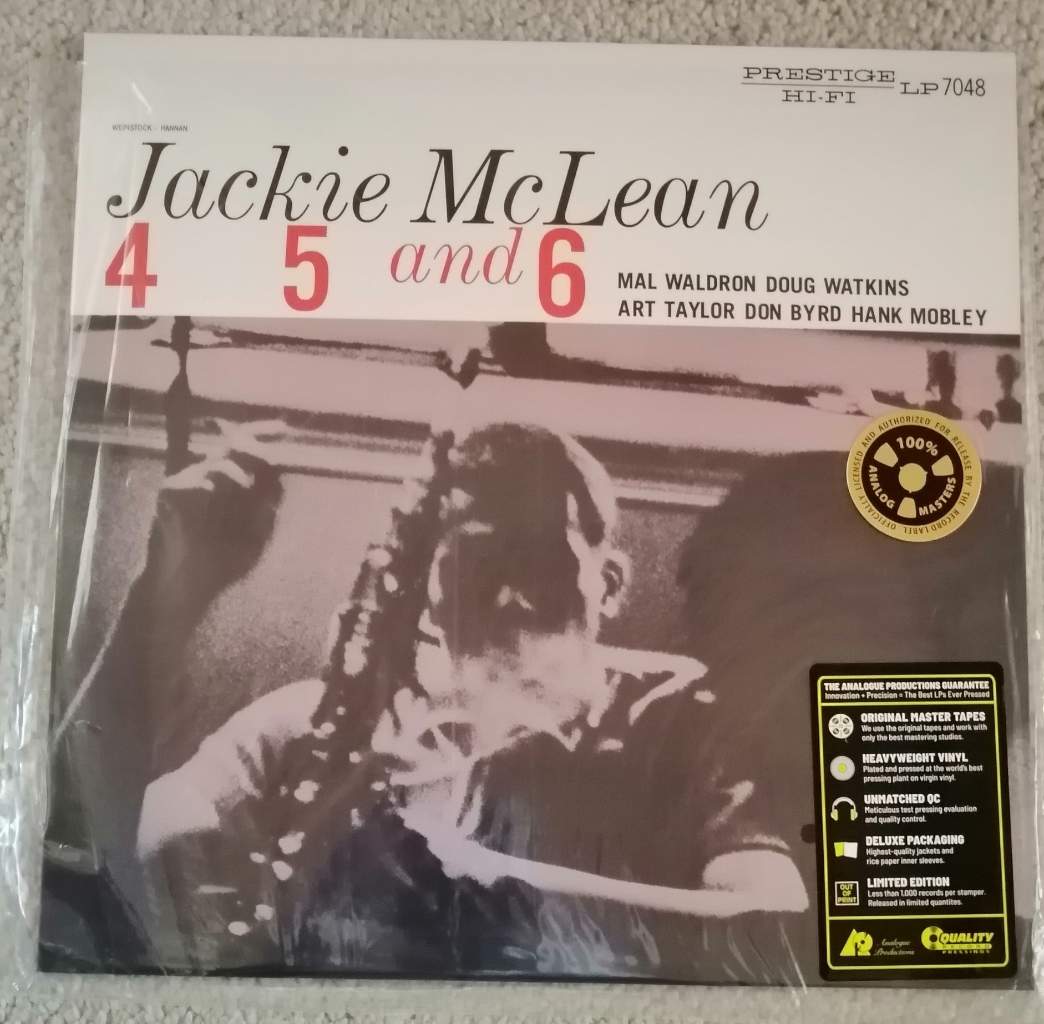 PRESTIGE
HI-FI
LP 7048
WEINSTOCK - HANNAN
Jackie McLean
4 5 and 6
MAL WALDRON DOUG WATKINS
ART TAYLOR DON BYRD HANK MOBLEY
OFFICIALLY LICENSED AND AUTHORIZED FOR RELEASE BY THE RECORD LABEL
100%
ANALOG
MASTERS
THE ANALOGUE PRODUCTIONS GUARANTEE
Innovation + Precision = The Best LPs Ever Pressed
ORIGINAL MASTER TAPES
We use the original tapes and work with
only the best mastering studios.
HEAVYWEIGHT VINYL
Plated and pressed at the world's best
pressing plant on virgin vinyl.
UNMATCHED QC
Meticulous test pressing evaluation
and quality control.
DELUXE PACKAGING
Highest-quality jackets and
rice paper inner sleeves.
OUT
OF
PRINT
LIMITED EDITION
Less than 1,000 records per stamper.
Released in limited quantites.
Analogue
Productions
QUALITY
RECORD
PRESSINGS